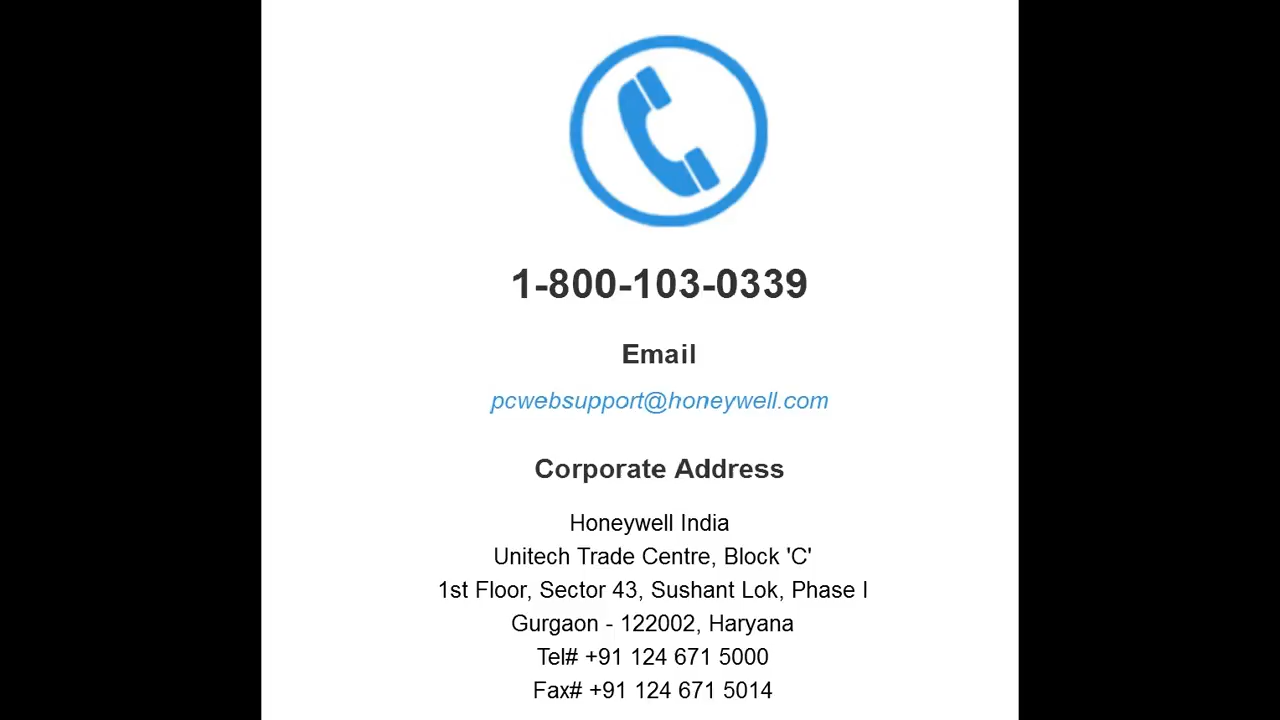 1-800-103-0339
Email
pcwebsupport@honeywell.com
Corporate Address
Honeywell India
Unitech Trade Centre, Block 'C'
1st Floor, Sector 43, Sushant Lok, Phase I
Gurgaon - 122002, Haryana
Tel# +91 124 671 5000
Fax# +91 124 671 5014